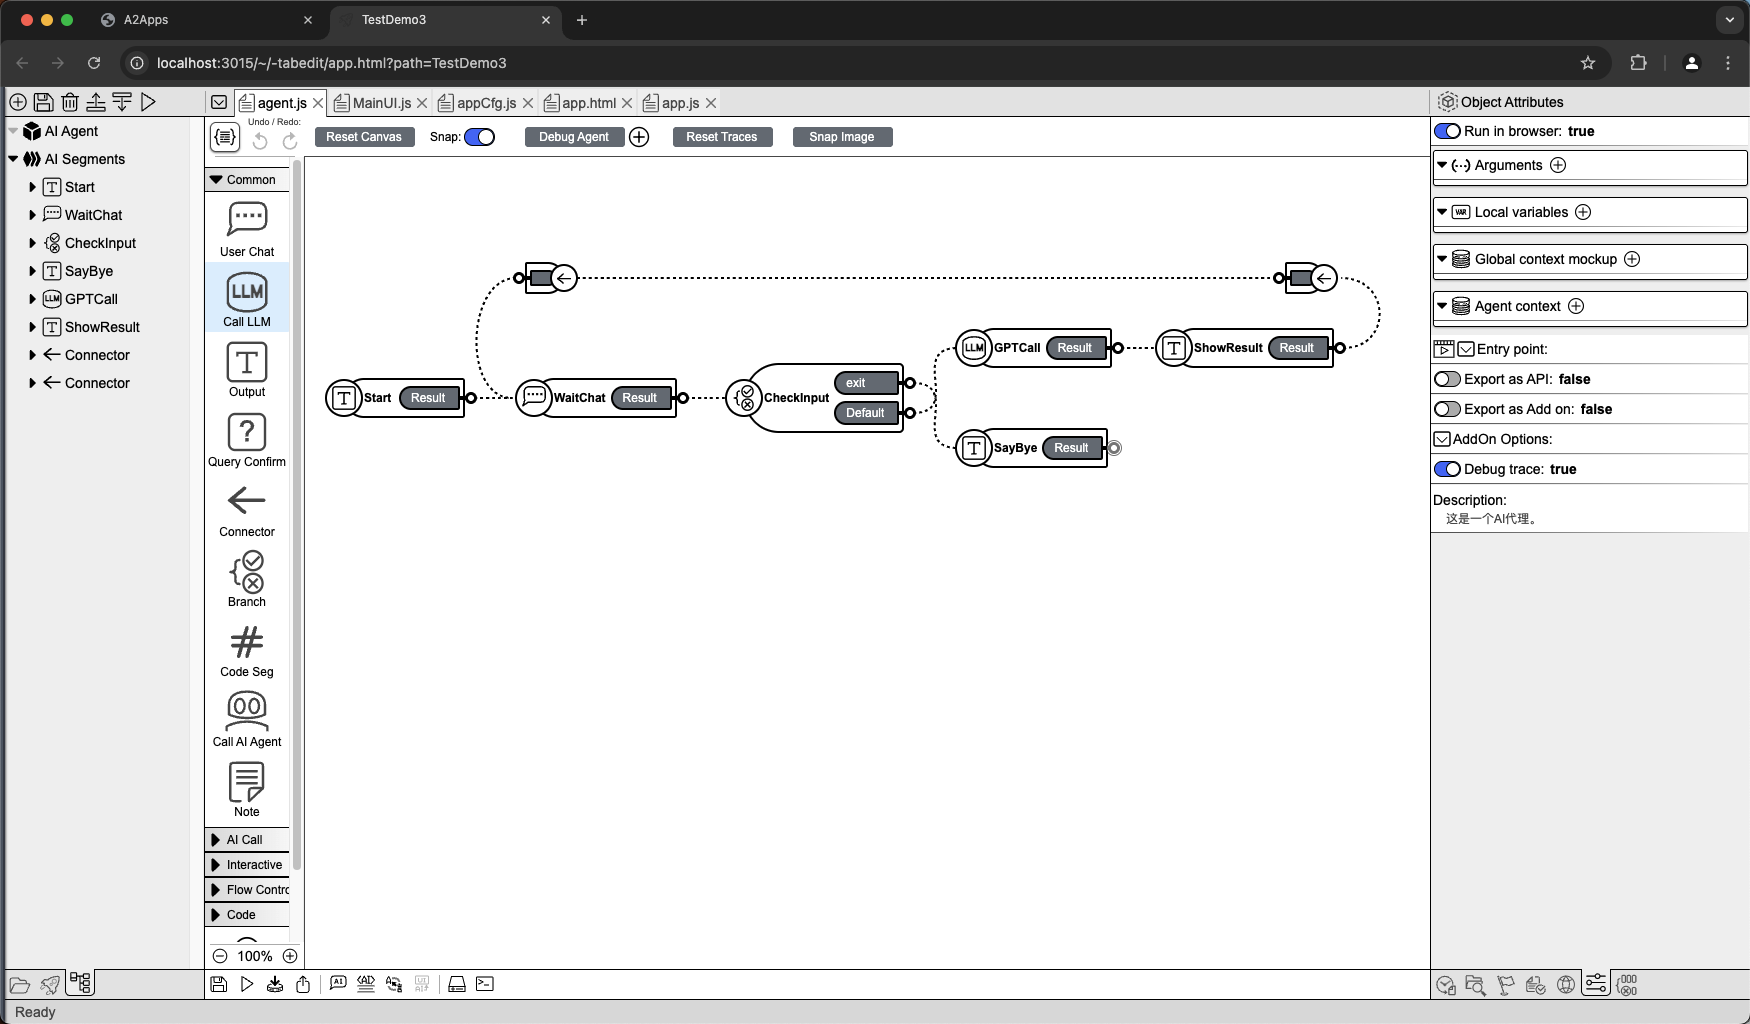 A2Apps
TestDemo3
localhost:3015/~/-tabedit/app.html?path=TestDemo3
agent.js
MainUI.js
appCfg.js
app.html
app.js
Object Attributes
AI Agent
AI Segments
Start
WaitChat
CheckInput
SayBye
GPTCall
ShowResult
Connector
Connector
Undo / Redo:
Reset Canvas
Snap:
Debug Agent
Reset Traces
Snap Image
Common
User Chat
LLM
Call LLM
T
Output
?
Query Confirm
Connector
Branch
#
Code Seg
Call AI Agent
Note
AI Call
Interactive
Flow Contro
Code
100%
Start
Result
WaitChat
Result
CheckInput
exit
Default
LLM
GPTCall
Result
T
ShowResult
Result
T
SayBye
Result
Run in browser: true
Arguments
VAR
Local variables
Global context mockup
Agent context
Entry point:
Export as API: false
Export as Add on: false
AddOn Options:
Debug trace: true
Description:
这是一个AI代理。
Ready